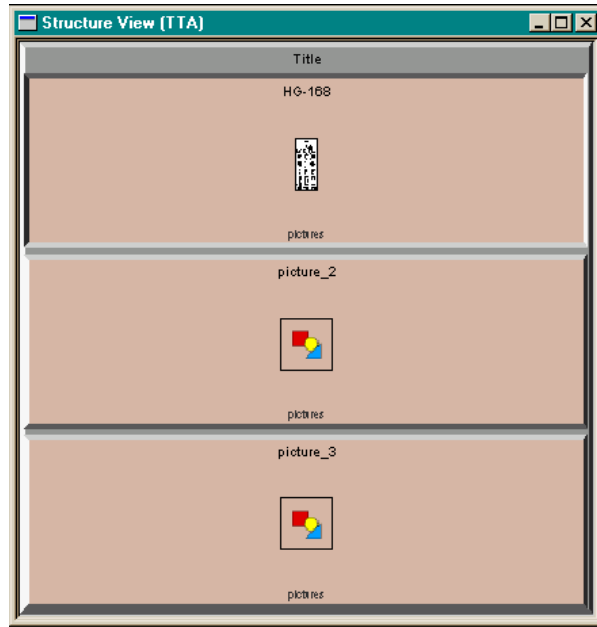 Structure View (TTA)
Title
HG-168
pictures
picture_2
pictures
picture_3
pictures